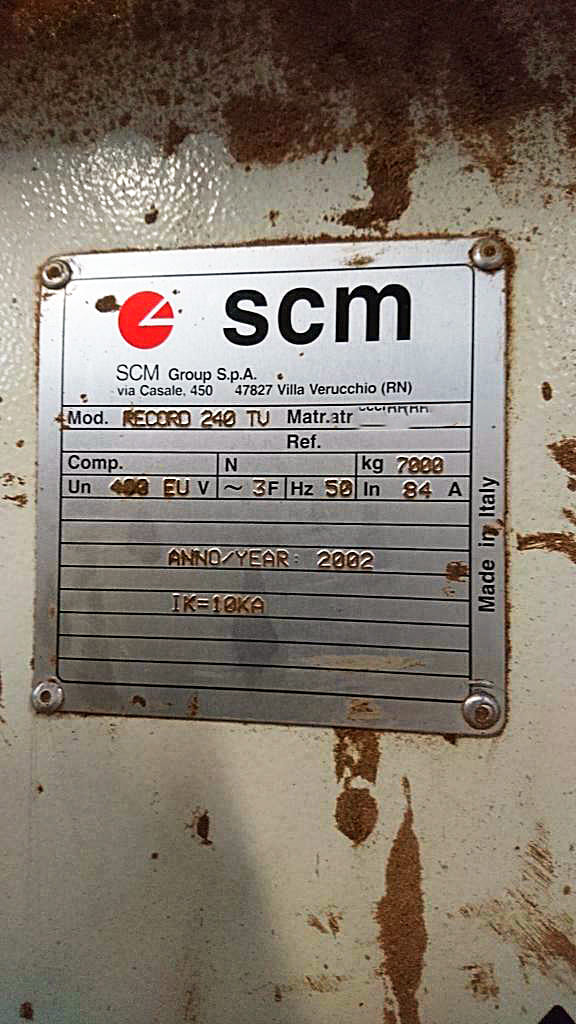 scm
SCM Group S.p.A.
via Casale, 450 47827 Villa Verucchio (RN)
Mod. RECORD 240 TV Matr.atr
Ref.
Comp. N kg 7000
Un 400 EU V ~ 3F Hz 50 In 84 A
ANNO/YEAR: 2002
IK=10KA
Made in Italy